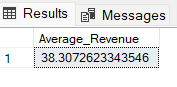 Results Messages
Average_Revenue
1 38.3072623343546